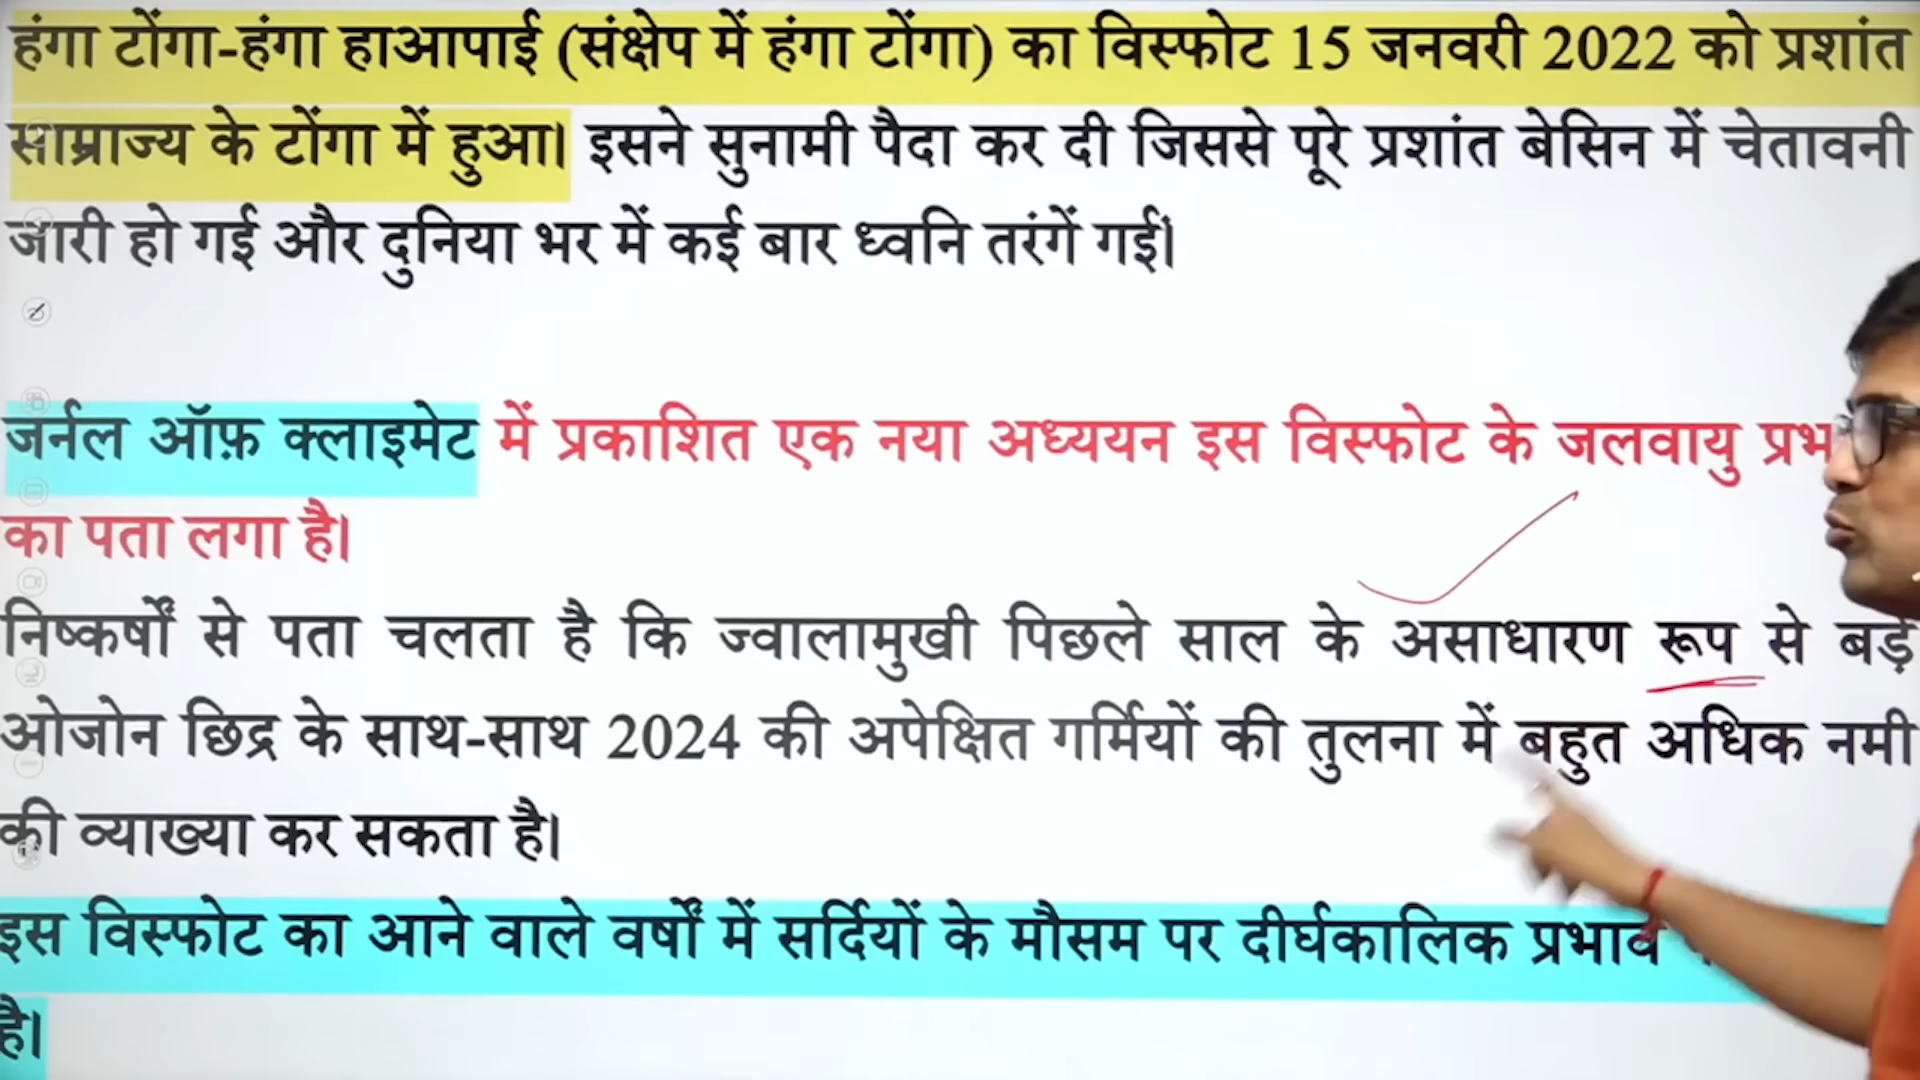 हंगा टोंगा-हंगा हाआपाई (संक्षेप में हंगा टोंगा) का विस्फोट 15 जनवरी 2022 को प्रशांत
साम्राज्य के टोंगा में हुआ। इसने सुनामी पैदा कर दी जिससे पूरे प्रशांत बेसिन में चेतावनी
जारी हो गई और दुनिया भर में कई बार ध्वनि तरंगें गईं।
जर्नल ऑफ़ क्लाइमेट में प्रकाशित एक नया अध्ययन इस विस्फोट के जलवायु
का पता लगा है।
निष्कर्षों से पता चलता है कि ज्वालामुखी पिछले साल के असाधारण रूप से बड़े
ओजोन छिद्र के साथ-साथ 2024 की अपेक्षित गर्मियों की तुलना में बहुत अधिक नमी
की व्याख्या कर सकता है।
इस विस्फोट का आने वाले वर्षों में सर्दियों के मौसम पर दीर्घकालिक प्रभाव
है।